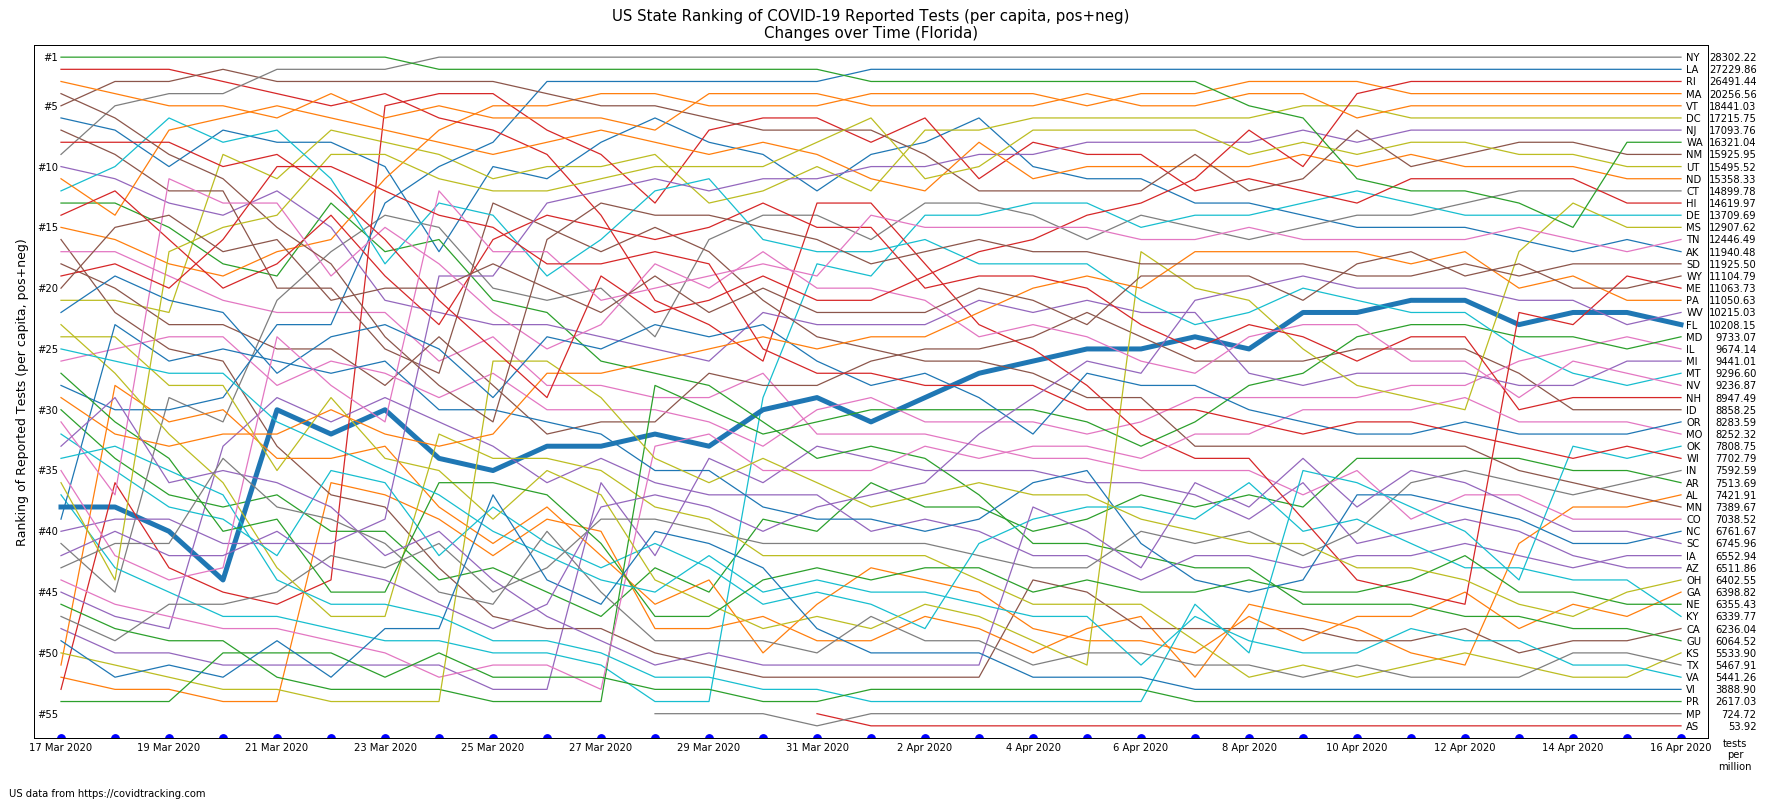 US State Ranking of COVID-19 Reported Tests (per capita, pos+neg)
Changes over Time (Florida)
Ranking of Reported Tests (per capita, pos+neg)
#1
#5
#10
#15
#20
#25
#30
#35
#40
#45
#50
#55
NY 28302.22
LA 27229.86
RI 26491.44
MA 20256.56
VT 18441.03
DC 17215.75
NJ 17093.76
WA 16321.04
NM 15925.95
UT 15495.52
ND 15358.33
CT 14899.78
HI 14619.97
DE 13709.69
MS 12907.62
TN 12446.49
AK 11940.48
SD 11925.50
WY 11104.79
ME 11063.73
PA 11050.63
WV 10215.03
FL 10208.15
MD 9733.07
IL 9674.14
MI 9441.01
MT 9296.60
NV 9236.87
NH 8947.49
ID 8858.25
OR 8283.59
MO 8252.32
OK 7808.75
WI 7702.79
IN 7592.59
AR 7513.69
AL 7421.91
MN 7389.67
CO 7038.52
NC 6761.67
SC 6745.96
IA 6552.94
AZ 6511.86
OH 6402.55
GA 6398.82
NE 6355.43
KY 6339.77
CA 6236.04
GU 6064.52
KS 5533.90
TX 5467.91
VA 5441.26
VI 3888.90
PR 2617.03
MP 724.72
AS 53.92
17 Mar 2020
19 Mar 2020
21 Mar 2020
23 Mar 2020
25 Mar 2020
27 Mar 2020
29 Mar 2020
31 Mar 2020
2 Apr 2020
4 Apr 2020
6 Apr 2020
8 Apr 2020
10 Apr 2020
12 Apr 2020
14 Apr 2020
16 Apr 2020
tests
per
million
US data from https://covidtracking.com